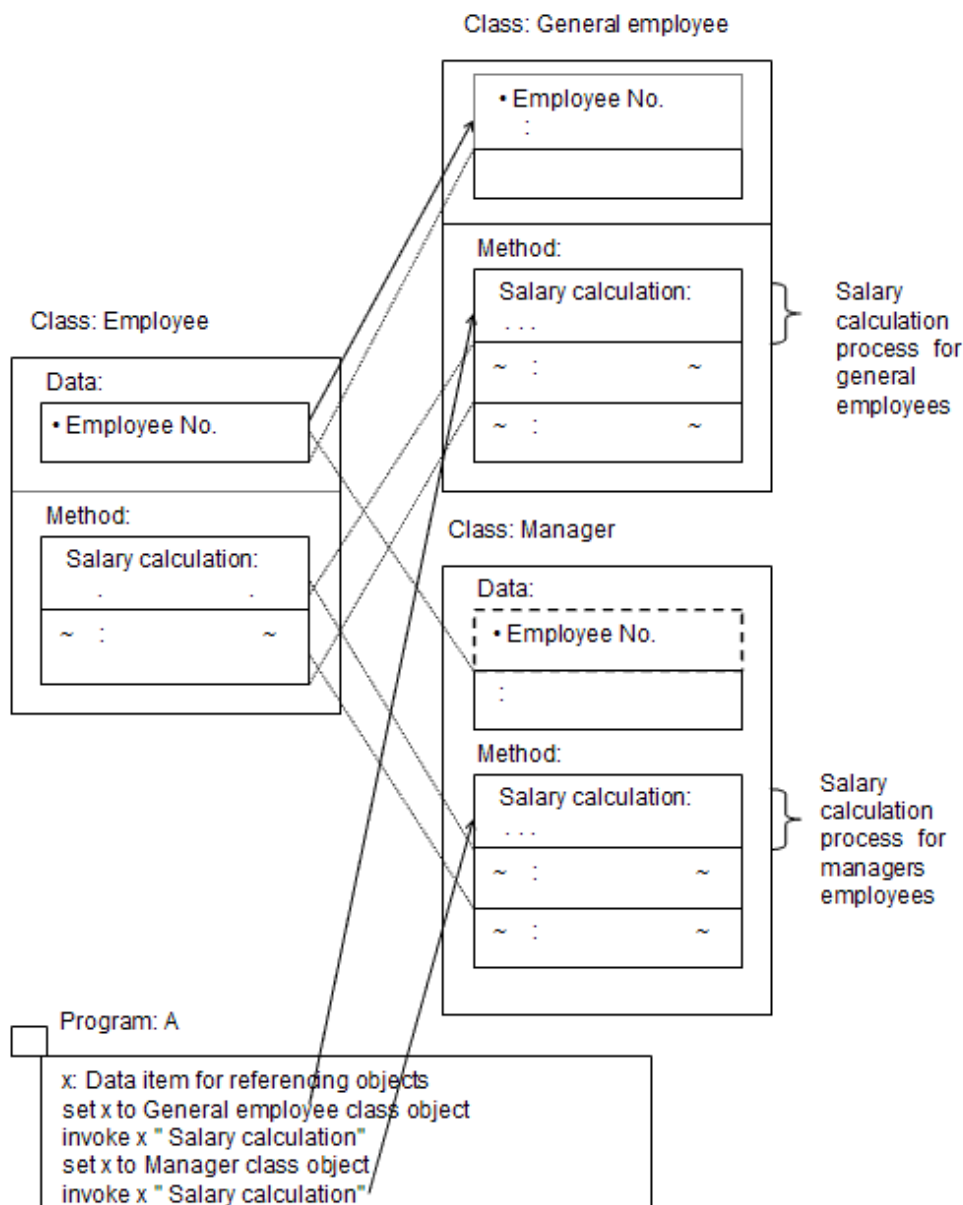 Class: General employee
• Employee No.
:
Method:
Salary calculation:
. . .
~ : ~
~ : ~
Salary
calculation
process for
general
employees
Class: Employee
Data:
• Employee No.
Method:
Salary calculation:
. .
~ : ~
Class: Manager
Data:
• Employee No.
:
Method:
Salary calculation:
. . .
~ : ~
~ : ~
Salary
calculation
process for
managers
employees
Program: A
x: Data item for referencing objects
set x to General employee class object
invoke x " Salary calculation"
set x to Manager class object
invoke x " Salary calculation"